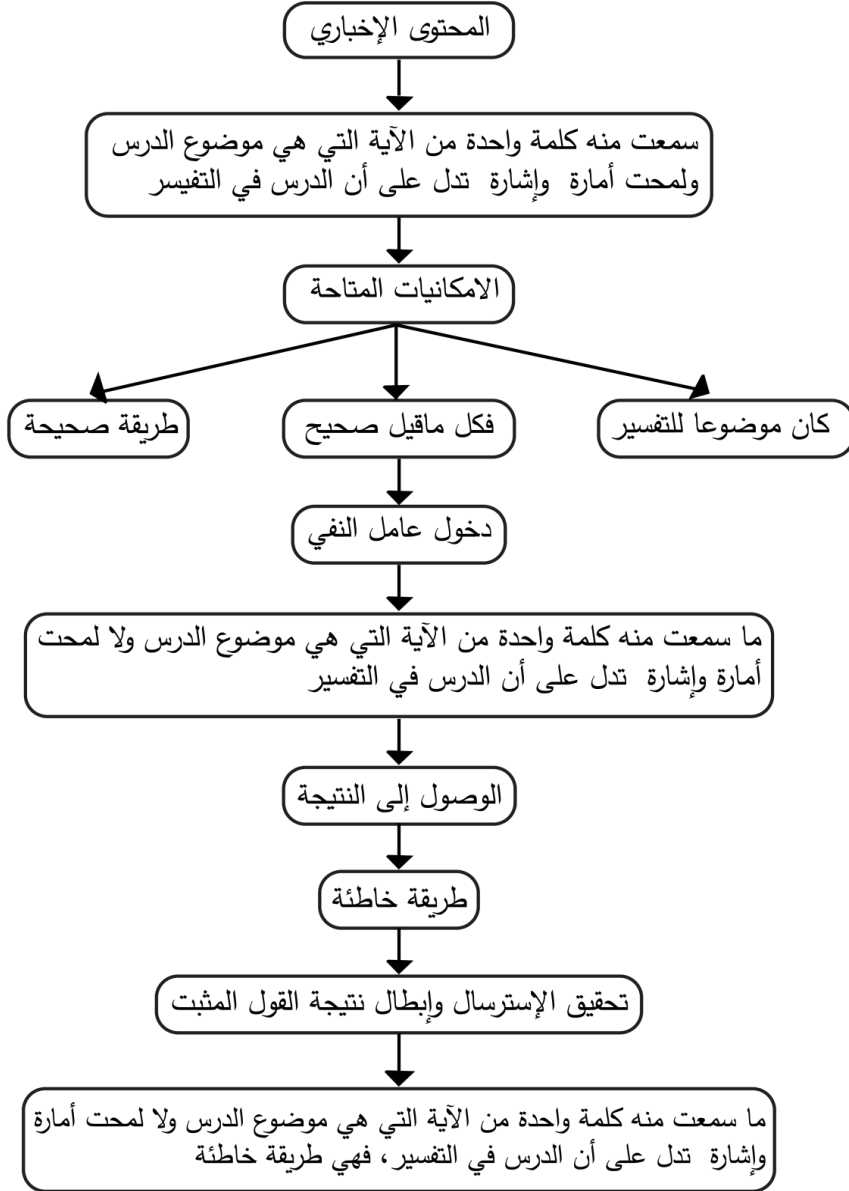 المحتوى الإخباري
سمعت منه كلمة واحدة من الآية التي هي موضوع الدرس
ولمحت أمارة وإشارة تدل على أن الدرس في التفيسر
الامكانيات المتاحة
كان موضوعا للتفسير
فكل ماقيل صحيح
طريقة صحيحة
دخول عامل النفي
ما سمعت منه كلمة واحدة من الآية التي هي موضوع الدرس ولا لمحت
أمارة وإشارة تدل على أن الدرس في التفسير
الوصول إلى النتيجة
طريقة خاطئة
تحقيق الإسترسال وإبطال نتيجة القول المثبت
ما سمعت منه كلمة واحدة من الآية التي هي موضوع الدرس ولا لمحت أمارة
وإشارة تدل على أن الدرس في التفسير، فهي طريقة خاطئة